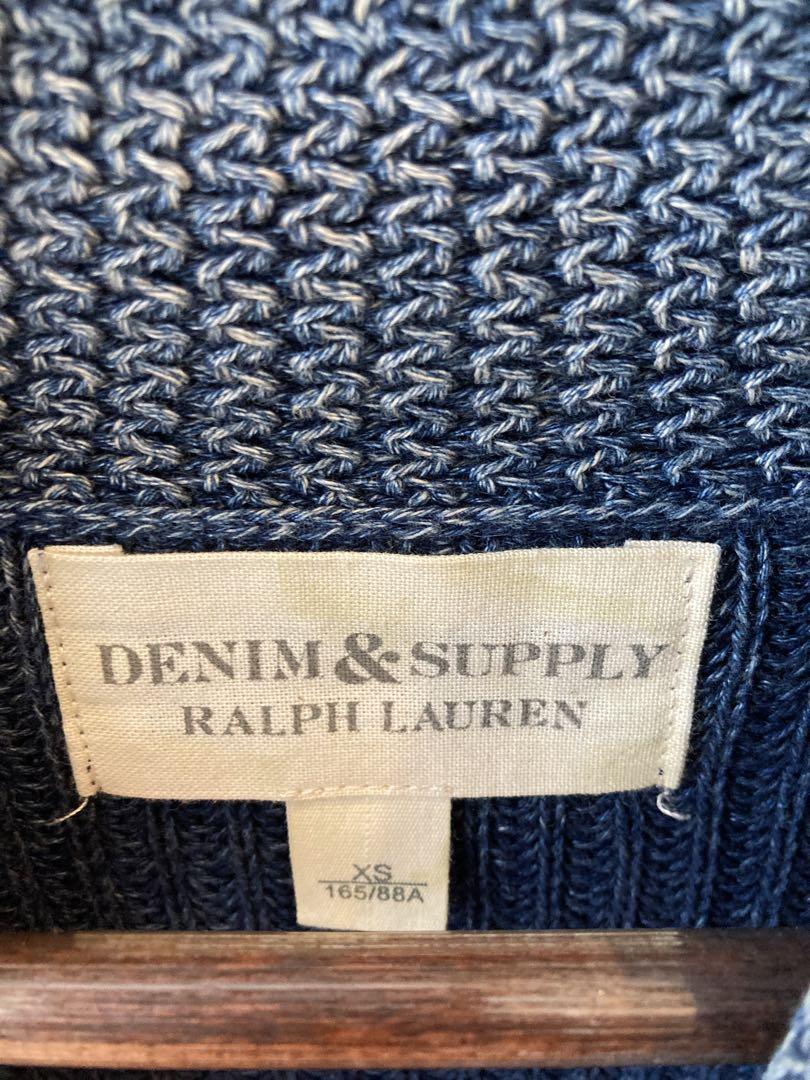 DENIM & SUPPLY
RALPH LAUREN
XS
165/88A